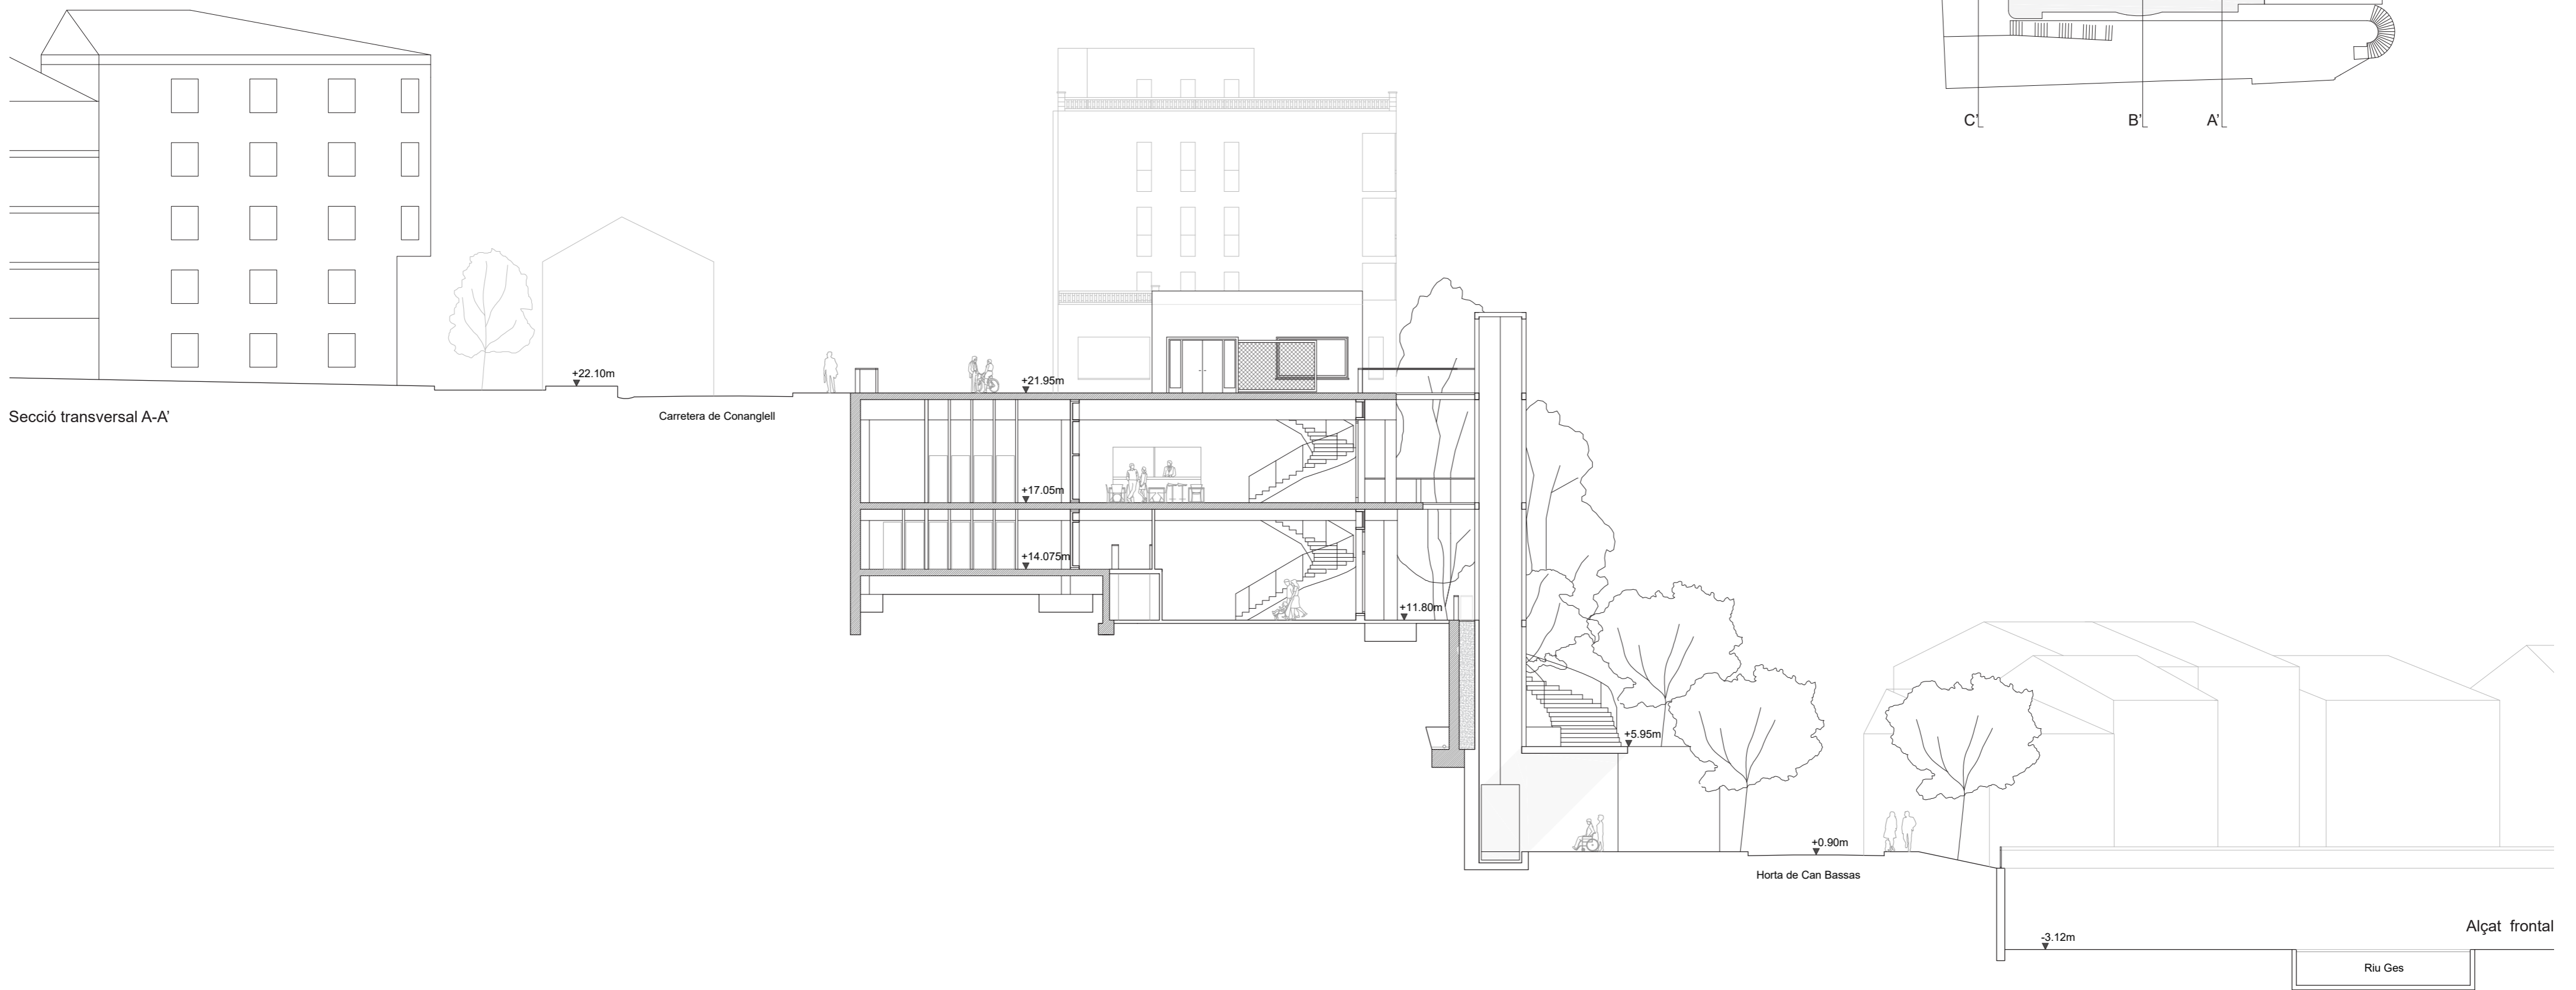 C'
B'
A'
+22.10m
+21.95m
Secció transversal A-A'
Carretera de Conanglell
+17.05m
+14.075m
+11.80m
+5.95m
+0.90m
Horta de Can Bassas
Alçat frontal
-3.12m
Riu Ges